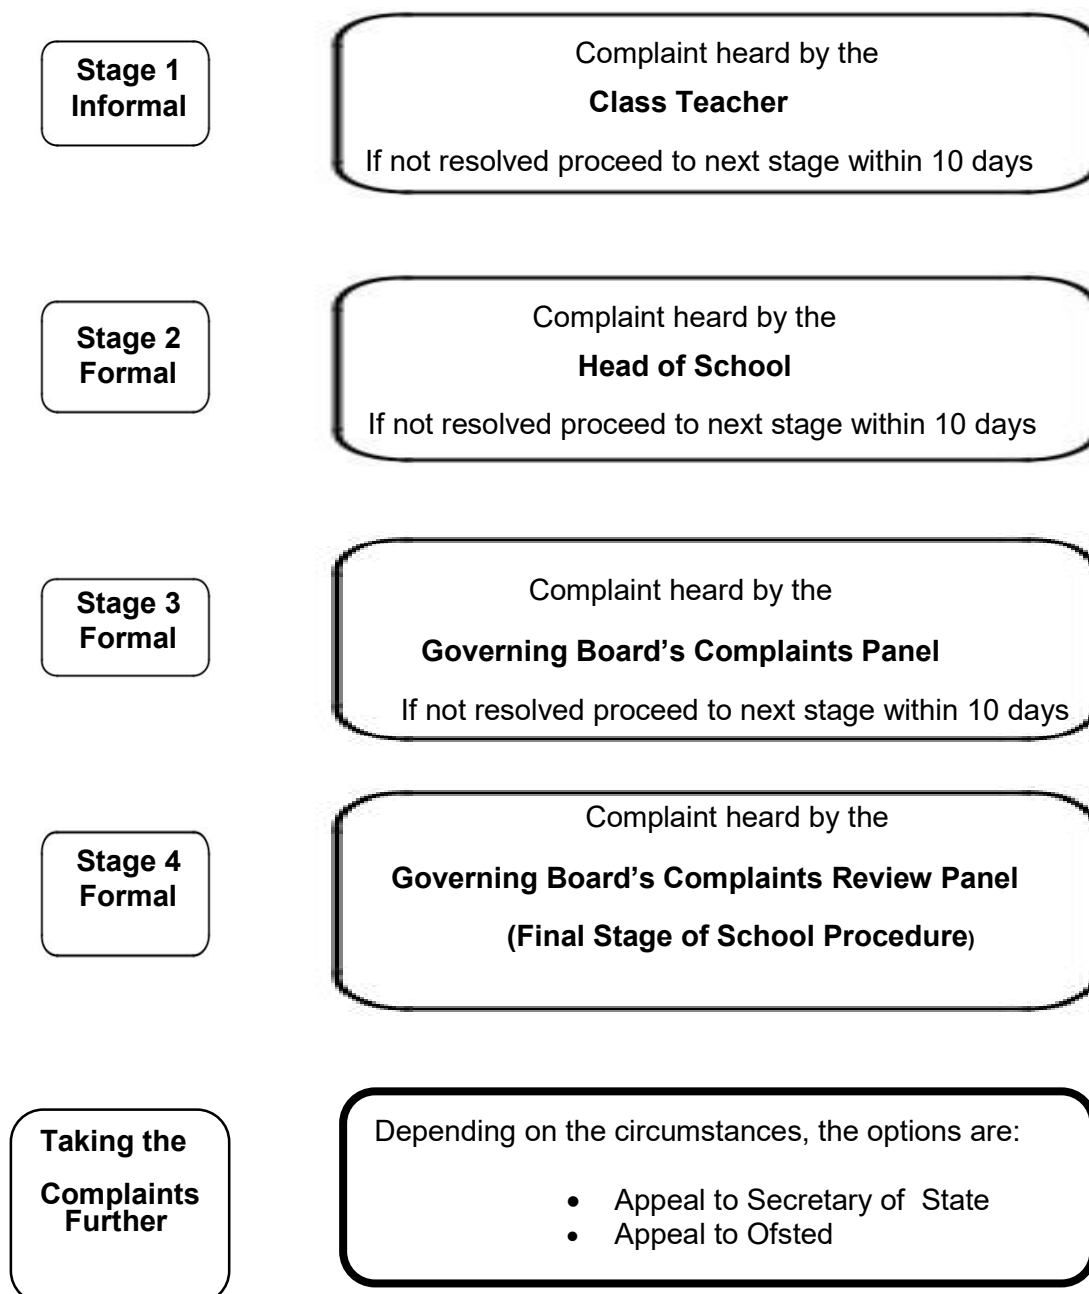 Stage 1
Informal
Complaint heard by the
Class Teacher
If not resolved proceed to next stage within 10 days
Stage 2
Formal
Complaint heard by the
Head of School
If not resolved proceed to next stage within 10 days
Stage 3
Formal
Complaint heard by the
Governing Board’s Complaints Panel
If not resolved proceed to next stage within 10 days
Stage 4
Formal
Complaint heard by the
Governing Board’s Complaints Review Panel
(Final Stage of School Procedure)
Taking the
Complaints
Further
Depending on the circumstances, the options are:
• Appeal to Secretary of State
• Appeal to Ofsted